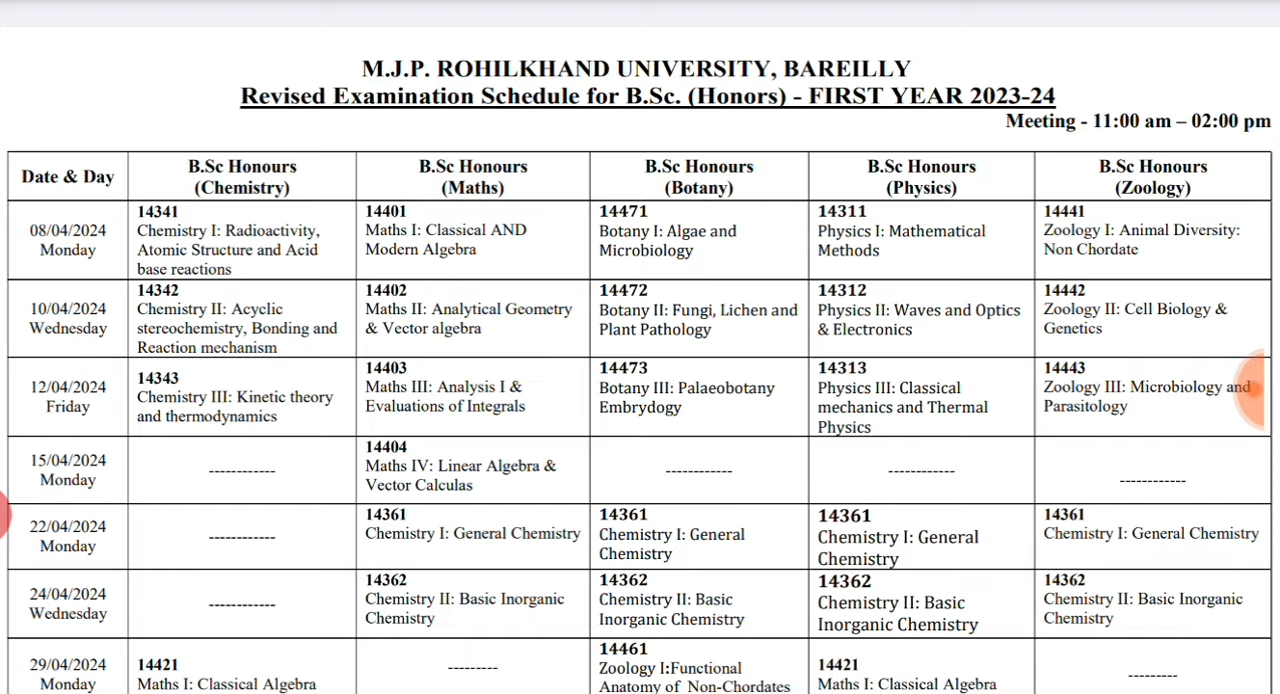 M.J.P. ROHILKHAND UNIVERSITY, BAREILLY
Revised Examination Schedule for B.Sc. (Honors) - FIRST YEAR 2023-24
Meeting - 11:00 am – 02:00 pm
Date & Day
B.Sc Honours
(Chemistry)
B.Sc Honours
(Maths)
B.Sc Honours
(Botany)
B.Sc Honours
(Physics)
B.Sc Honours
(Zoology)
08/04/2024
Monday
14341
Chemistry I: Radioactivity,
Atomic Structure and Acid
base reactions
14401
Maths I: Classical AND
Modern Algebra
14471
Botany I: Algae and
Microbiology
14311
Physics I: Mathematical
Methods
14441
Zoology I: Animal Diversity:
Non Chordate
10/04/2024
Wednesday
14342
Chemistry II: Acyclic
stereochemistry, Bonding and
Reaction mechanism
14402
Maths II: Analytical Geometry
& Vector algebra
14472
Botany II: Fungi, Lichen and
Plant Pathology
14312
Physics II: Waves and Optics
& Electronics
14442
Zoology II: Cell Biology &
Genetics
12/04/2024
Friday
14343
Chemistry III: Kinetic theory
and thermodynamics
14403
Maths III: Analysis I &
Evaluations of Integrals
14473
Botany III: Palaeobotany
Embrydogy
14313
Physics III: Classical
mechanics and Thermal
Physics
14443
Zoology III: Microbiology and
Parasitology
15/04/2024
Monday
------------
14404
Maths IV: Linear Algebra &
Vector Calculas
------------
------------
------------
22/04/2024
Monday
------------
14361
Chemistry I: General Chemistry
14361
Chemistry I: General
Chemistry
14361
Chemistry I: General
Chemistry
14361
Chemistry I: General Chemistry
24/04/2024
Wednesday
------------
14362
Chemistry II: Basic Inorganic
Chemistry
14362
Chemistry II: Basic
Inorganic Chemistry
14362
Chemistry II: Basic
Inorganic Chemistry
14362
Chemistry II: Basic Inorganic
Chemistry
29/04/2024
Monday
14421
Maths I: Classical Algebra
---------
14461
Zoology I:Functional
Anatomy of Non-Chordates
14421
Maths I: Classical Algebra
---------